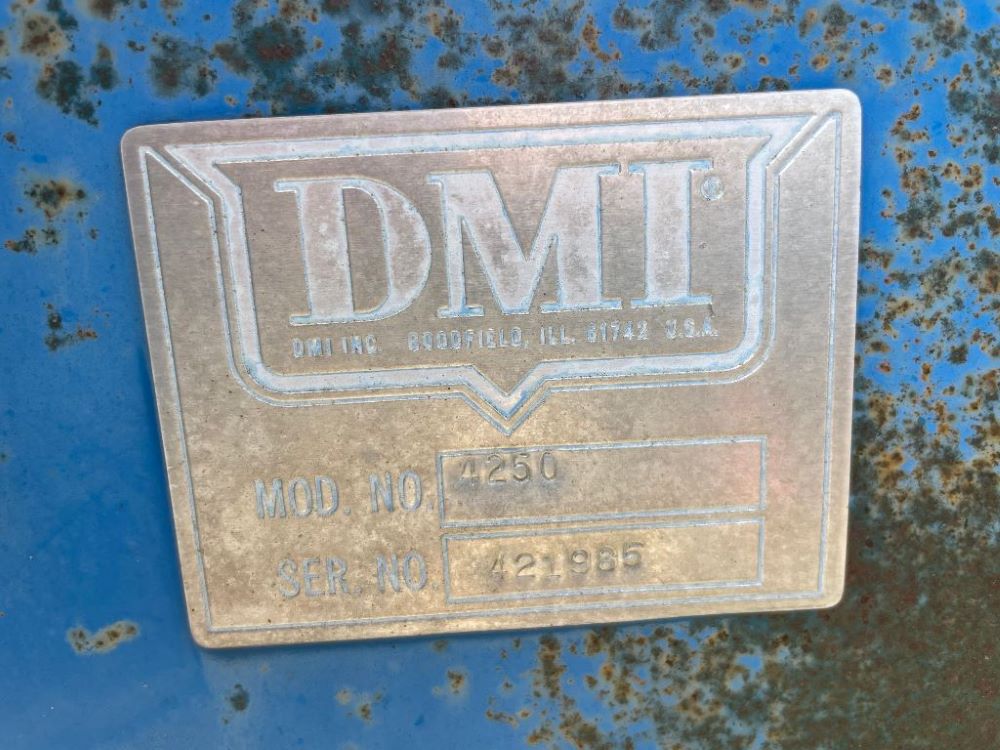 DMI®
DMI INC. GOODFIELD, ILL. 61742 U.S.A.
MOD. NO. 4250
SER. NO. 421985